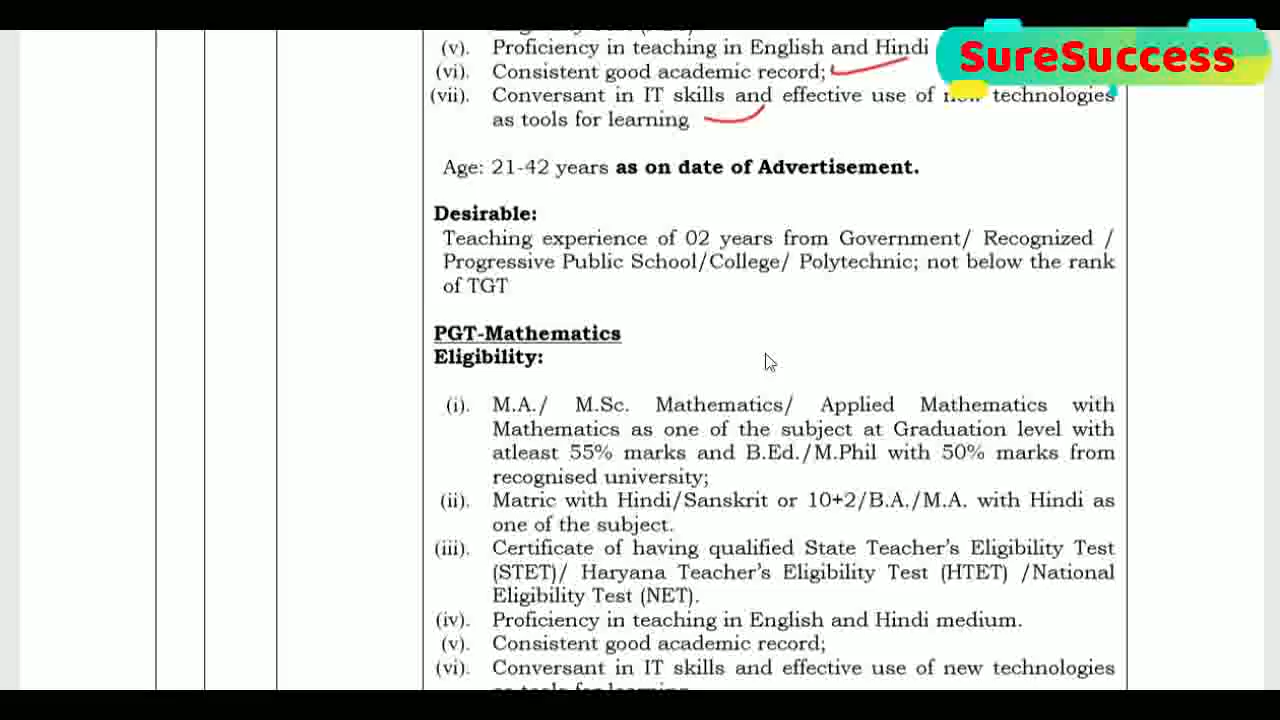 (v). Proficiency in teaching in English and Hindi
SureSuccess
(vi). Consistent good academic record;
(vii). Conversant in IT skills and effective use of new technologies
as tools for learning
Age: 21-42 years as on date of Advertisement.
Desirable:
Teaching experience of 02 years from Government/ Recognized /
Progressive Public School/College/ Polytechnic; not below the rank
of TGT
PGT-Mathematics
Eligibility:
(i). M.A./ M.Sc. Mathematics/ Applied Mathematics with
Mathematics as one of the subject at Graduation level with
atleast 55% marks and B.Ed./M.Phil with 50% marks from
recognised university;
(ii). Matric with Hindi/Sanskrit or 10+2/B.A./M.A. with Hindi as
one of the subject.
(iii). Certificate of having qualified State Teacher's Eligibility Test
(STET)/ Haryana Teacher's Eligibility Test (HTET) /National
Eligibility Test (NET).
(iv). Proficiency in teaching in English and Hindi medium.
(v). Consistent good academic record;
(vi). Conversant in IT skills and effective use of new technologies
as tools for learning